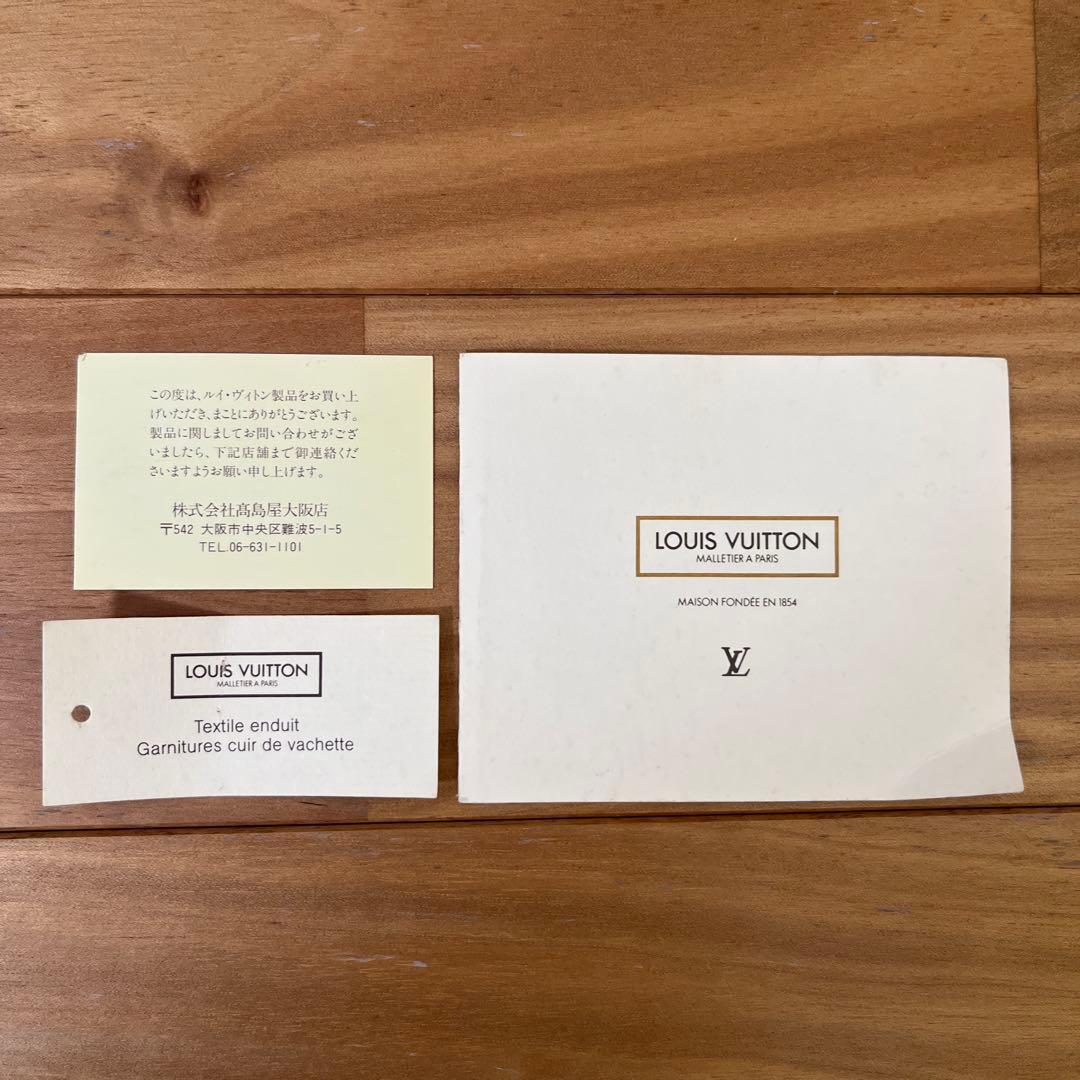 この度は、ルイ・ヴィトン製品をお買い上
げいただき、まことにありがとうございます。
製品に関しましてお問い合わせがござ
いましたら、下記店舗まで御連絡くだ
さいますようお願い申し上げます。
株式会社髙島屋大阪店
〒542 大阪市中央区難波5-1-5
TEL.06-631-1101
LOUIS VUITTON
MALLETIER A PARIS
Textile enduit
Garnitures cuir de vachette
LOUIS VUITTON
MALLETIER A PARIS
MAISON FONDÉE EN 1854
LV